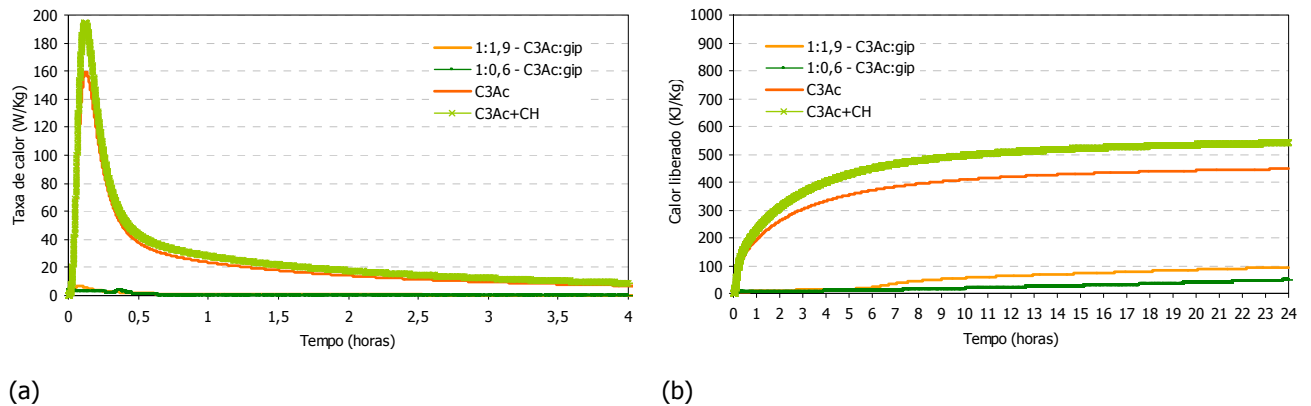 200
180
160
140
120
100
80
60
40
20
0
Taxa de calor (W/Kg)
1:1,9 - C3Ac:gip
1:0,6 - C3Ac:gip
C3Ac
C3Ac+CH
0 0,5 1 1,5 2 2,5 3 3,5 4
Tempo (horas)
(a)
1000
900
800
700
600
500
400
300
200
100
0
Calor liberado (KJ/Kg)
1:1,9 - C3Ac:gip
1:0,6 - C3Ac:gip
C3Ac
C3Ac+CH
0 1 2 3 4 5 6 7 8 9 10 11 12 13 14 15 16 17 18 19 20 21 22 23 24
Tempo (horas)
(b)